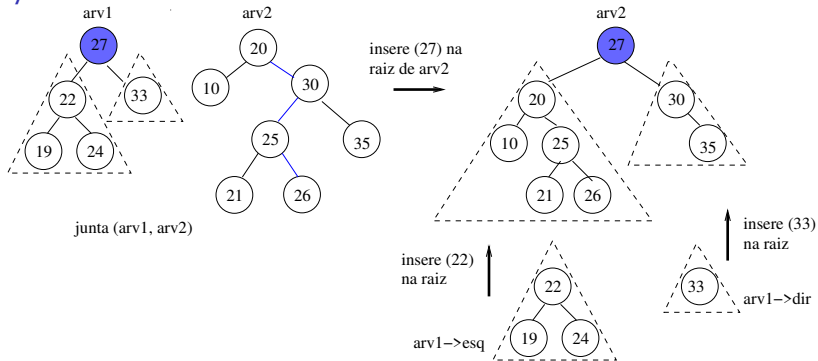 arv1
arv2
arv2
27
20
27
insere (27) na
raiz de arv2
22
33
10
30
20
30
19
24
25
35
10
25
35
21
26
21
26
junta (arv1, arv2)
insere (33)
na raiz
insere (22)
na raiz
22
33
arv1->dir
arv1->esq
19
24